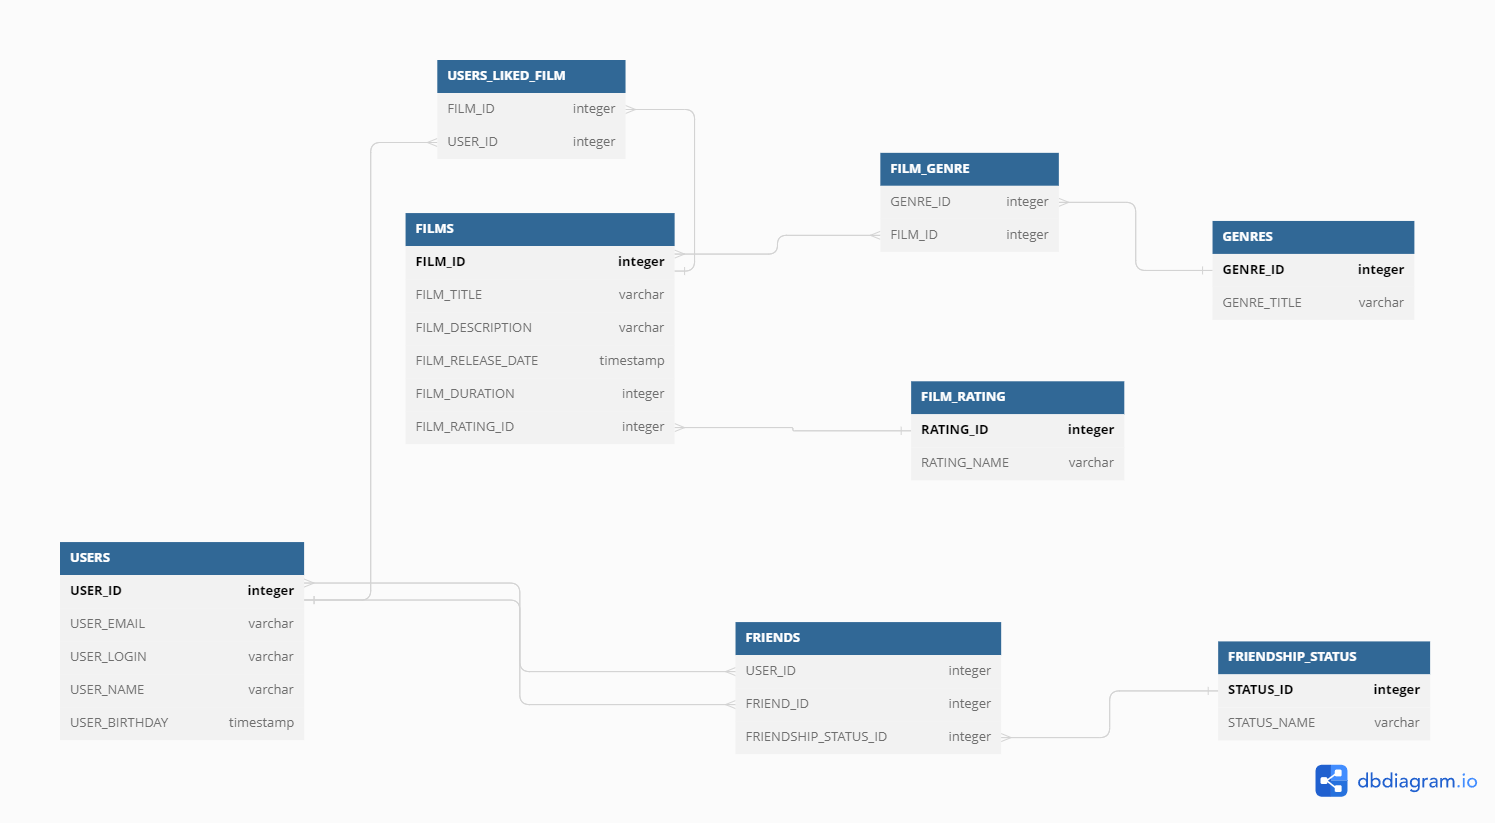 USERS_LIKED_FILM
FILM_ID integer
USER_ID integer
FILMS
FILM_ID integer
FILM_TITLE varchar
FILM_DESCRIPTION varchar
FILM_RELEASE_DATE timestamp
FILM_DURATION integer
FILM_RATING_ID integer
FILM_GENRE
GENRE_ID integer
FILM_ID integer
GENRES
GENRE_ID integer
GENRE_TITLE varchar
FILM_RATING
RATING_ID integer
RATING_NAME varchar
USERS
USER_ID integer
USER_EMAIL varchar
USER_LOGIN varchar
USER_NAME varchar
USER_BIRTHDAY timestamp
FRIENDS
USER_ID integer
FRIEND_ID integer
FRIENDSHIP_STATUS_ID integer
FRIENDSHIP_STATUS
STATUS_ID integer
STATUS_NAME varchar
dbdiagram.io